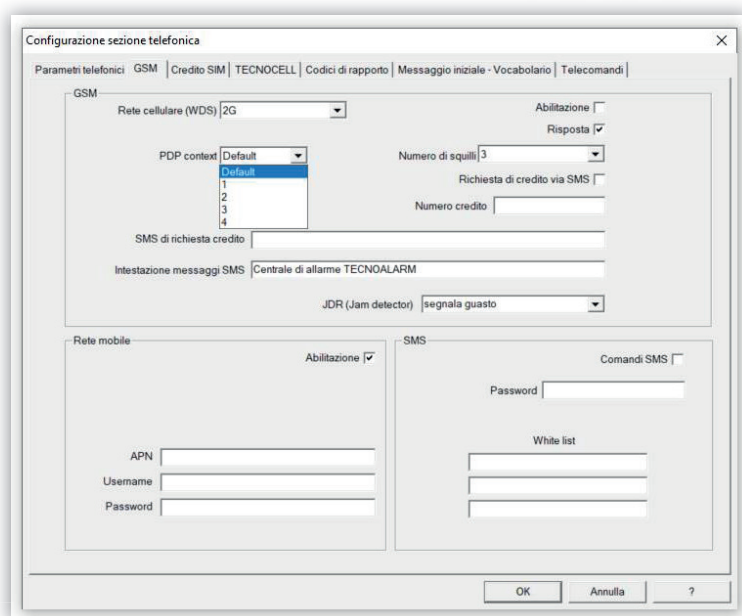 Configurazione sezione telefonica
Parametri telefonici GSM Credito SIM TECNOCELL Codici di rapporto Messaggio iniziale - Vocabolario Telecomandi
GSM
Rete cellulare (WDS) 2G Abilitazione
Risposta
PDP context Default Numero di squilli 3
Default
1 Richiesta di credito via SMS
2
3 Numero credito
4
SMS di richiesta credito
Intestazione messaggi SMS Centrale di allarme TECNOALARM
JDR (Jam detector) segnala guasto
Rete mobile
Abilitazione
APN
Username
Password
SMS
Comandi SMS
Password
White list
OK Annulla ?